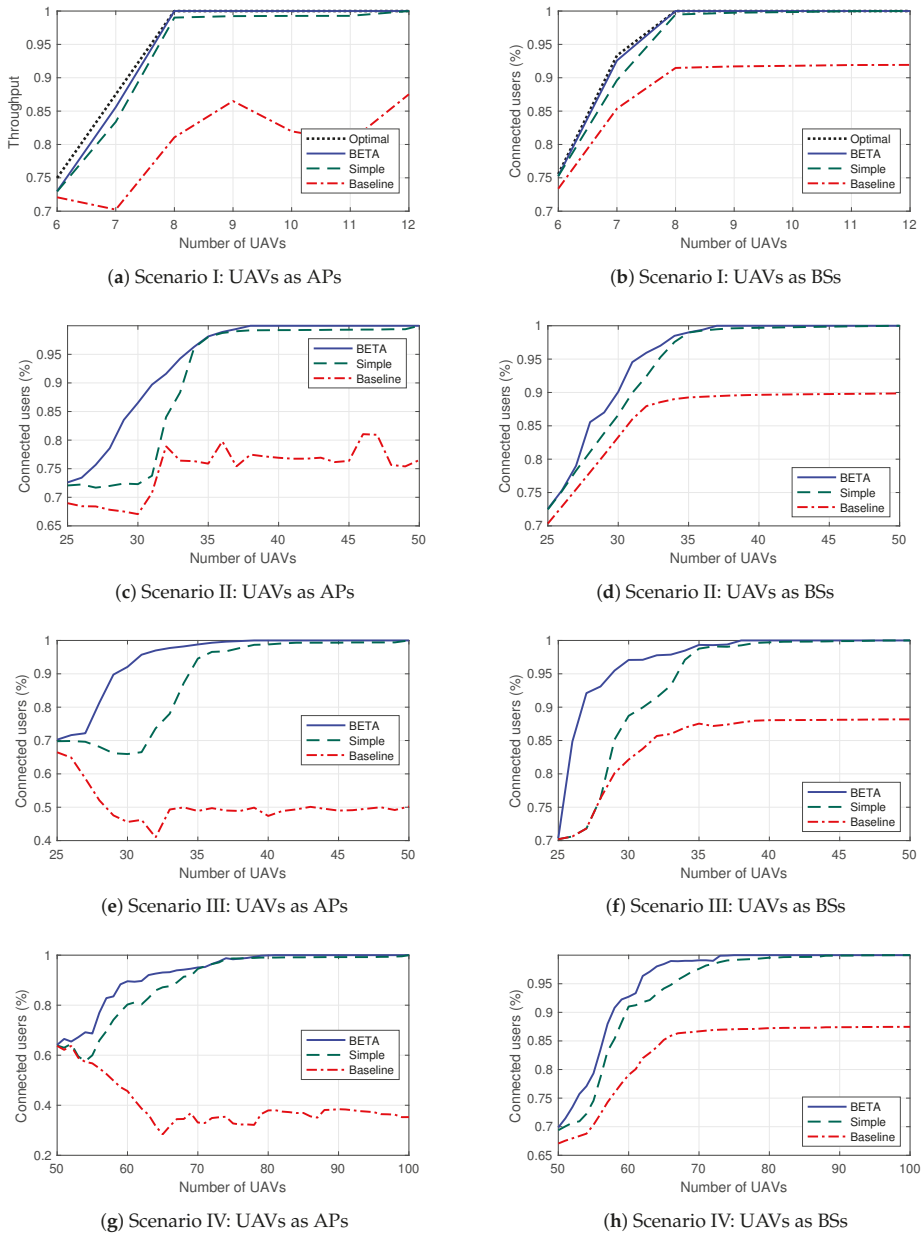 1
0.95
0.9
0.85
0.8
0.75
0.7
Throughput
Optimal
BETA
Simple
Baseline
6 7 8 9 10 11 12
Number of UAVs
(a) Scenario I: UAVs as APs
1
0.95
0.9
0.85
0.8
0.75
0.7
Connected users (%)
Optimal
BETA
Simple
Baseline
6 7 8 9 10 11 12
Number of UAVs
(b) Scenario I: UAVs as BSs
0.95
0.9
0.85
0.8
0.75
0.7
0.65
Connected users (%)
BETA
Simple
Baseline
25 30 35 40 45 50
Number of UAVs
(c) Scenario II: UAVs as APs
1
0.95
0.9
0.85
0.8
0.75
0.7
Connected users (%)
BETA
Simple
Baseline
25 30 35 40 45 50
Number of UAVs
(d) Scenario II: UAVs as BSs
1
0.9
0.8
0.7
0.6
0.5
0.4
Connected users (%)
BETA
Simple
Baseline
25 30 35 40 45 50
Number of UAVs
(e) Scenario III: UAVs as APs
1
0.95
0.9
0.85
0.8
0.75
0.7
Connected users (%)
BETA
Simple
Baseline
25 30 35 40 45 50
Number of UAVs
(f) Scenario III: UAVs as BSs
1
0.8
0.6
0.4
0.2
Connected users (%)
BETA
Simple
Baseline
50 60 70 80 90 100
Number of UAVs
(g) Scenario IV: UAVs as APs
0.95
0.9
0.85
0.8
0.75
0.7
0.65
Connected users (%)
BETA
Simple
Baseline
50 60 70 80 90 100
Number of UAVs
(h) Scenario IV: UAVs as BSs